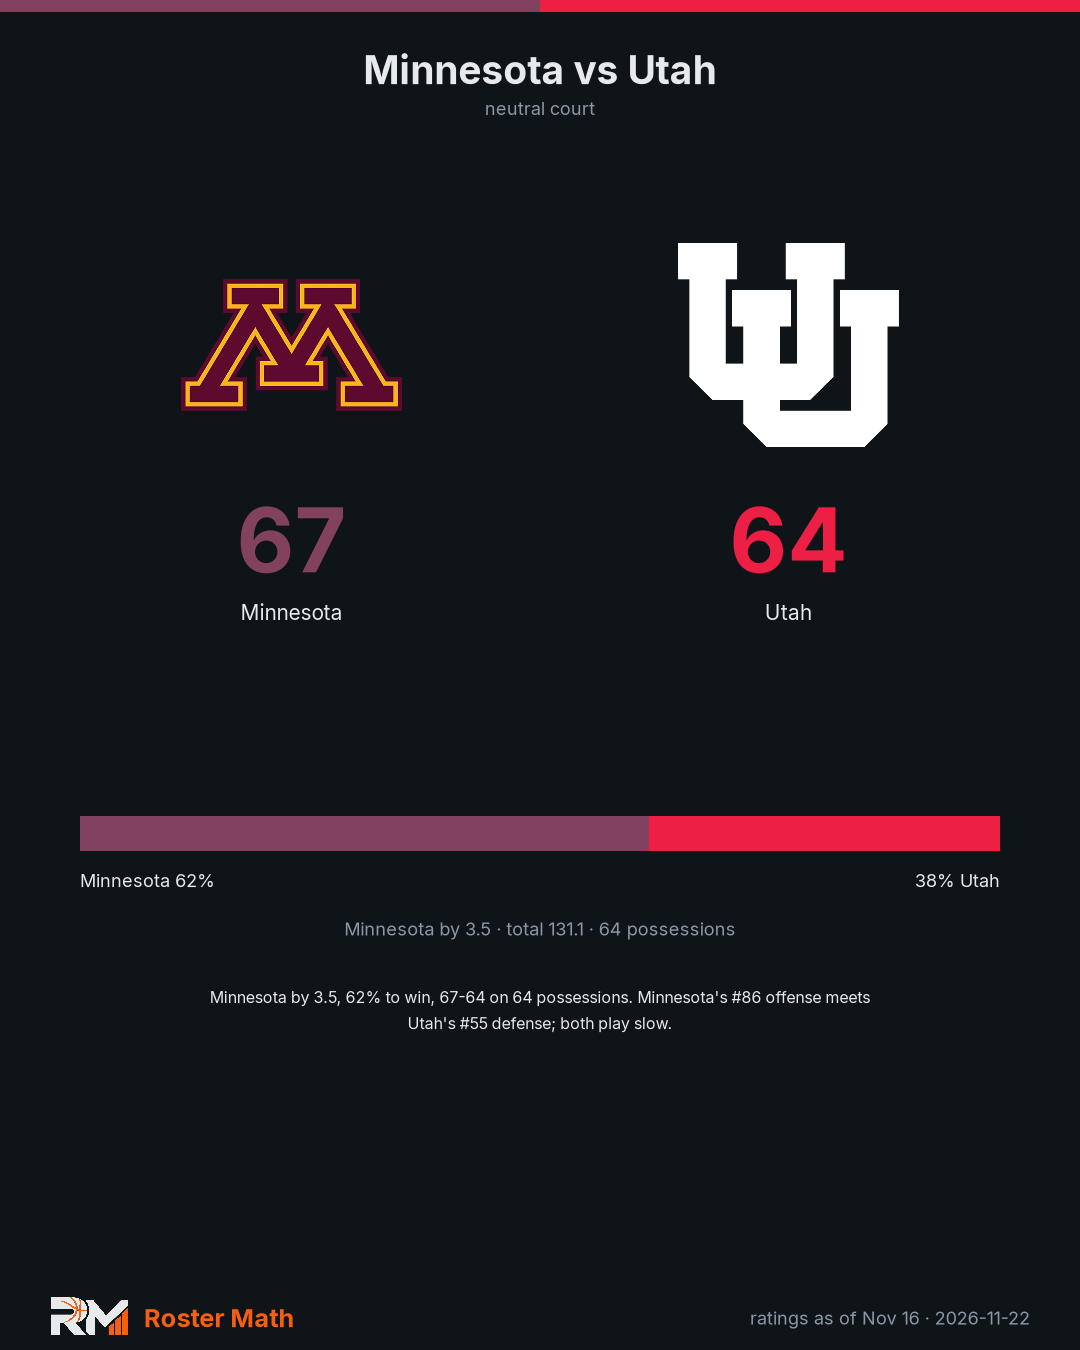 Minnesota vs Utah
neutral court
67
64
Minnesota
Utah
Minnesota 62%
38% Utah
Minnesota by 3.5 · total 131.1 · 64 possessions
Minnesota by 3.5, 62% to win, 67-64 on 64 possessions. Minnesota's #86 offense meets
Utah's #55 defense; both play slow.
RM Roster Math
ratings as of Nov 16 · 2026-11-22